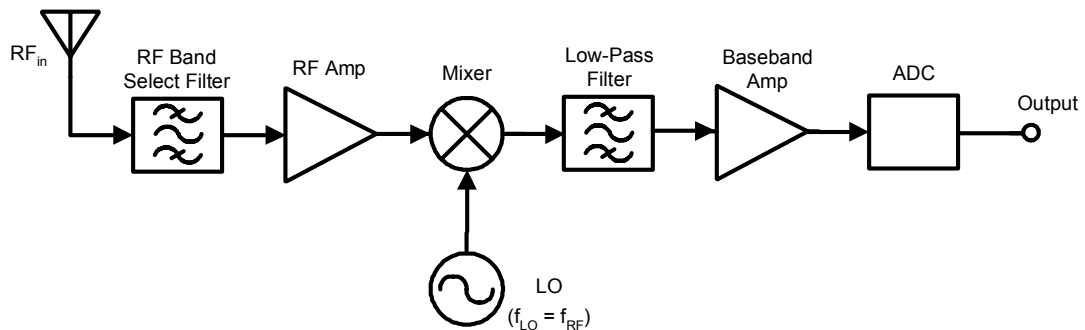 RF_in
RF Band
Select Filter
RF Amp
Mixer
Low-Pass
Filter
Baseband
Amp
ADC
Output
LO
(f_LO = f_RF)